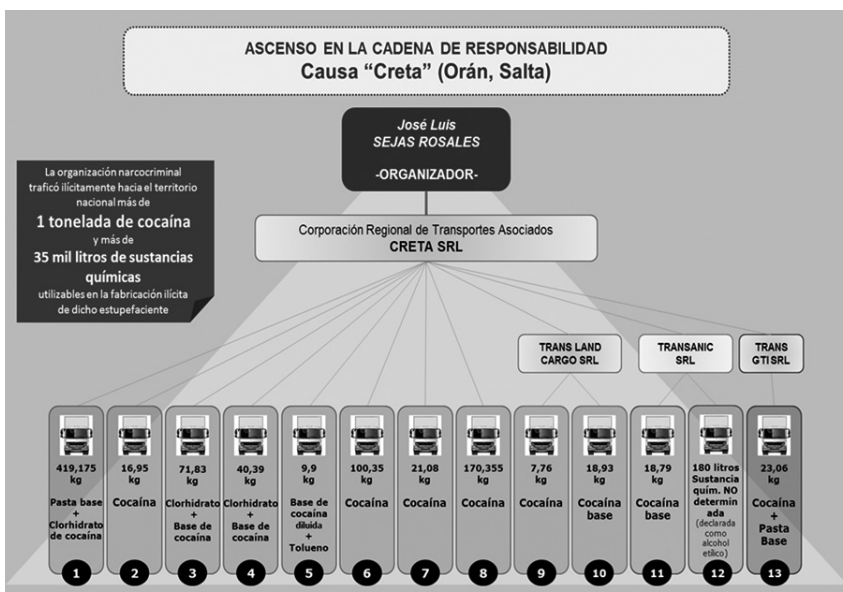 ASCENSO EN LA CADENA DE RESPONSABILIDAD
Causa “Creta” (Orán, Salta)
José Luis
SEJAS ROSALES
-ORGANIZADOR-
La organización narcocriminal
traficó ilícitamente hacia el territorio
nacional más de
1 tonelada de cocaína
y más de
35 mil litros de sustancias
químicas
utilizables en la fabricación ilícita
de dicho estupefaciente
Corporación Regional de Transportes Asociados
CRETA SRL
TRANS LAND
CARGO SRL
TRANSANIC
SRL
TRANS
GTI SRL
419,175
kg
Pasta base
+
Clorhidrato
de cocaína
1
16,95
kg
Cocaína
2
71,83
kg
Clorhidrato
+
Base de
cocaína
3
40,39
kg
Clorhidrato
+
Base de
cocaína
4
9,9
kg
Base de
cocaína
diluida
+
Tolueno
5
100,35
kg
Cocaína
6
21,08
kg
Cocaína
7
170,355
kg
Cocaína
8
7,76
kg
Cocaína
9
18,93
kg
Cocaína
base
10
18,79
kg
Cocaína
base
11
180 litros
Sustancia
quím. NO
determin
ada
(declarada
como
alcohol
etílico)
12
23,06
kg
Cocaína
+
Pasta
Base
13